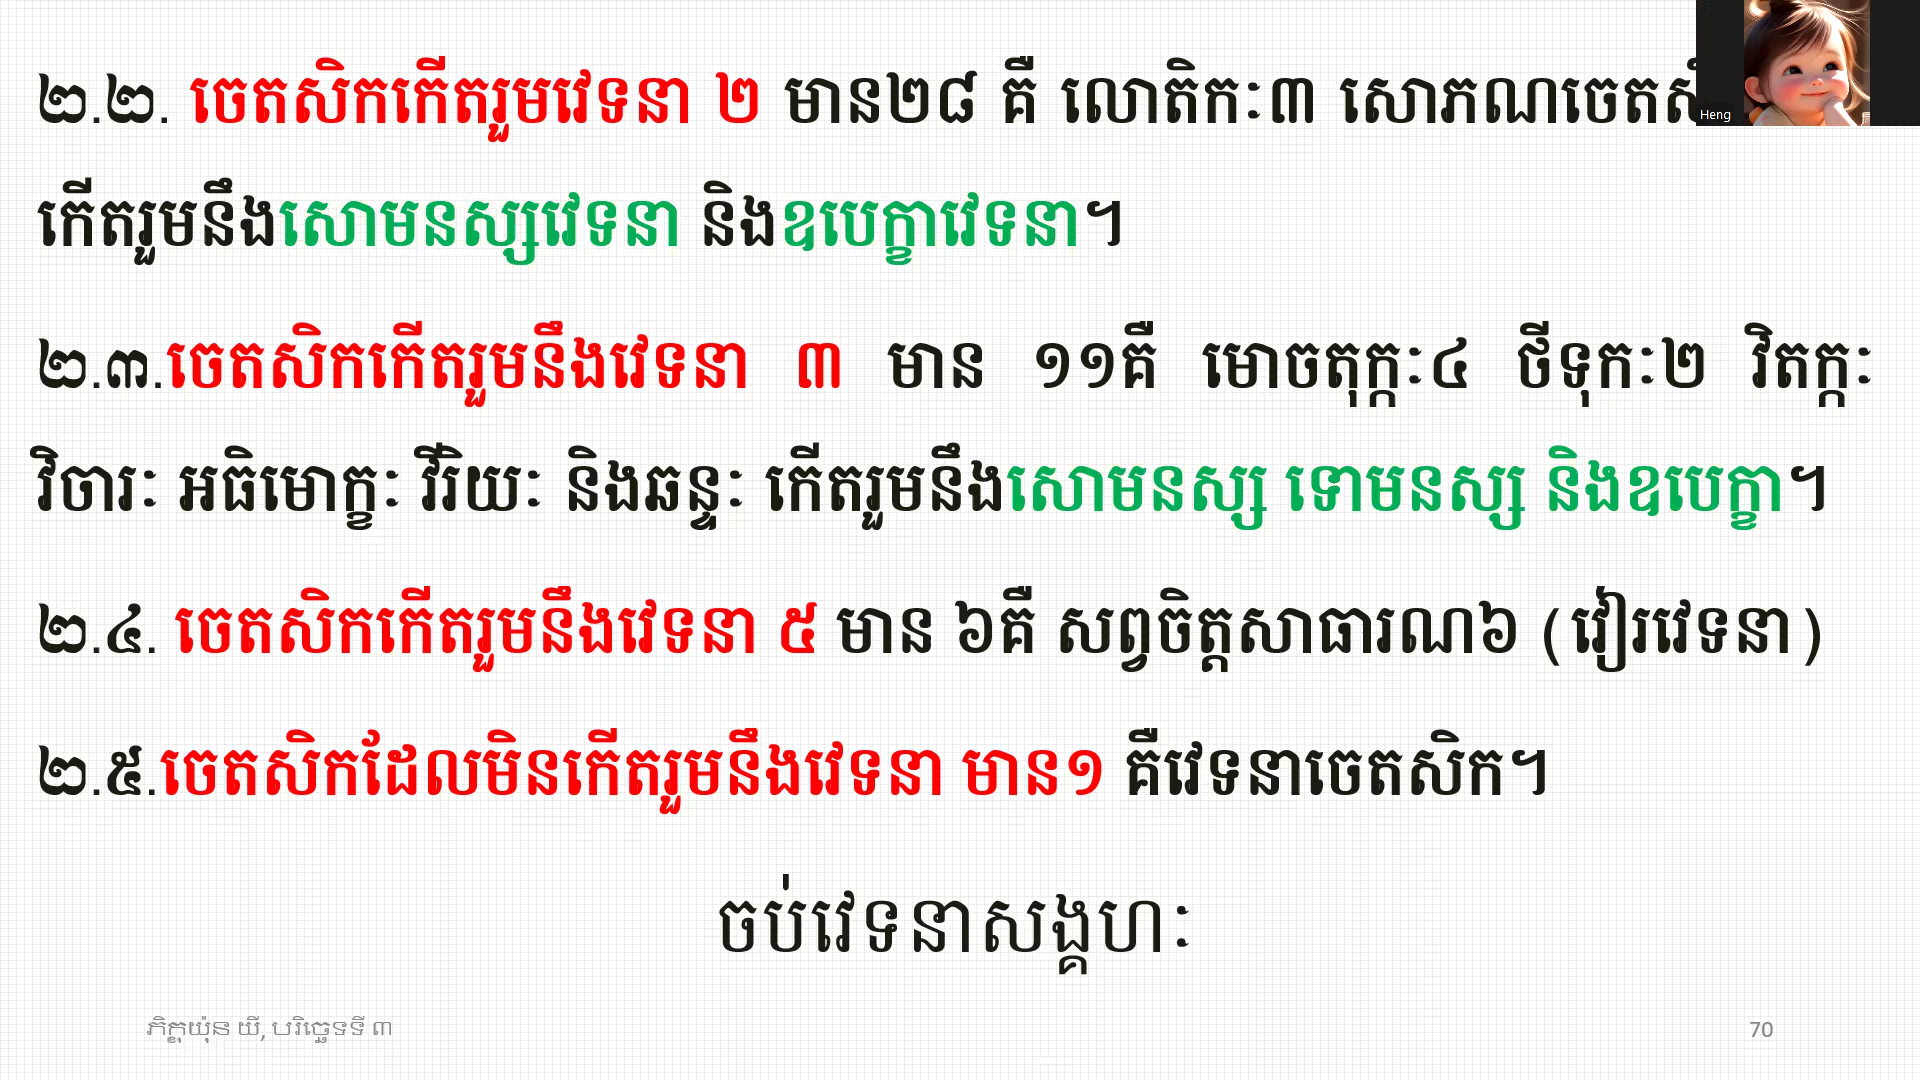 ២.២. ចេតសិកកើតរួមវេទនា ២ មាន២៨ គឺ លោតិកៈ៣ សោភណចេតស
Heng
កើតរួមនឹងសោមនស្សវេទនា និងឧបេក្ខាវេទនា។
២.៣.ចេតសិកកើតរួមនឹងវេទនា ៣ មាន ១១គឺ មោចតុក្កៈ៤ ថីទុកៈ២ វិតក្កៈ
វិចារៈ អធិមោក្ខៈ វីរិយៈ និងឆន្ទៈ កើតរួមនឹងសោមនស្ស ទោមនស្ស និងឧបេក្ខា។
២.៤. ចេតសិកកើតរួមនឹងវេទនា ៥ មាន ៦គឺ សព្វចិត្តសាធារណ៦ (វៀរវេទនា)
២.៥.ចេតសិកដែលមិនកើតរួមនឹងវេទនា មាន១ គឺវេទនាចេតសិក។
ចប់វេទនាសង្គហៈ
ភិក្ខុយ៉ុន យី, បរិច្ឆេទទី ៣
70